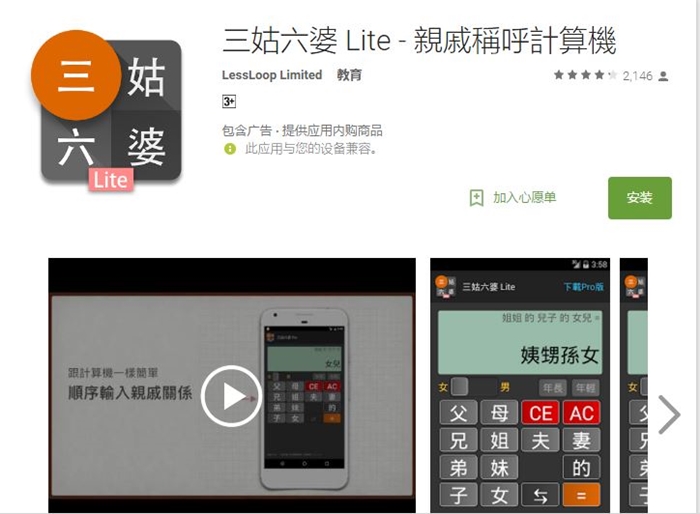 三姑六婆 Lite - 親戚稱呼計算機
三 姑
六 婆
Lite
LessLoop Limited 教育
2,146
3+
包含广告 · 提供应用内购商品
此应用与您的设备兼容。
加入心愿单
安装
跟計算機一樣簡單
順序輸入親戚關係
女兒
父 母 CE AC
兄 姐 夫 妻
弟 妹 的
子 女 =
3:58
三姑六婆 Lite 下載Pro版
姐姐 的 兒子 的 女兒 =
姨甥孫女
女 男 年長 年輕
父 母 CE AC
兄 姐 夫 妻
弟 妹 的
子 女 ⇆ =
女